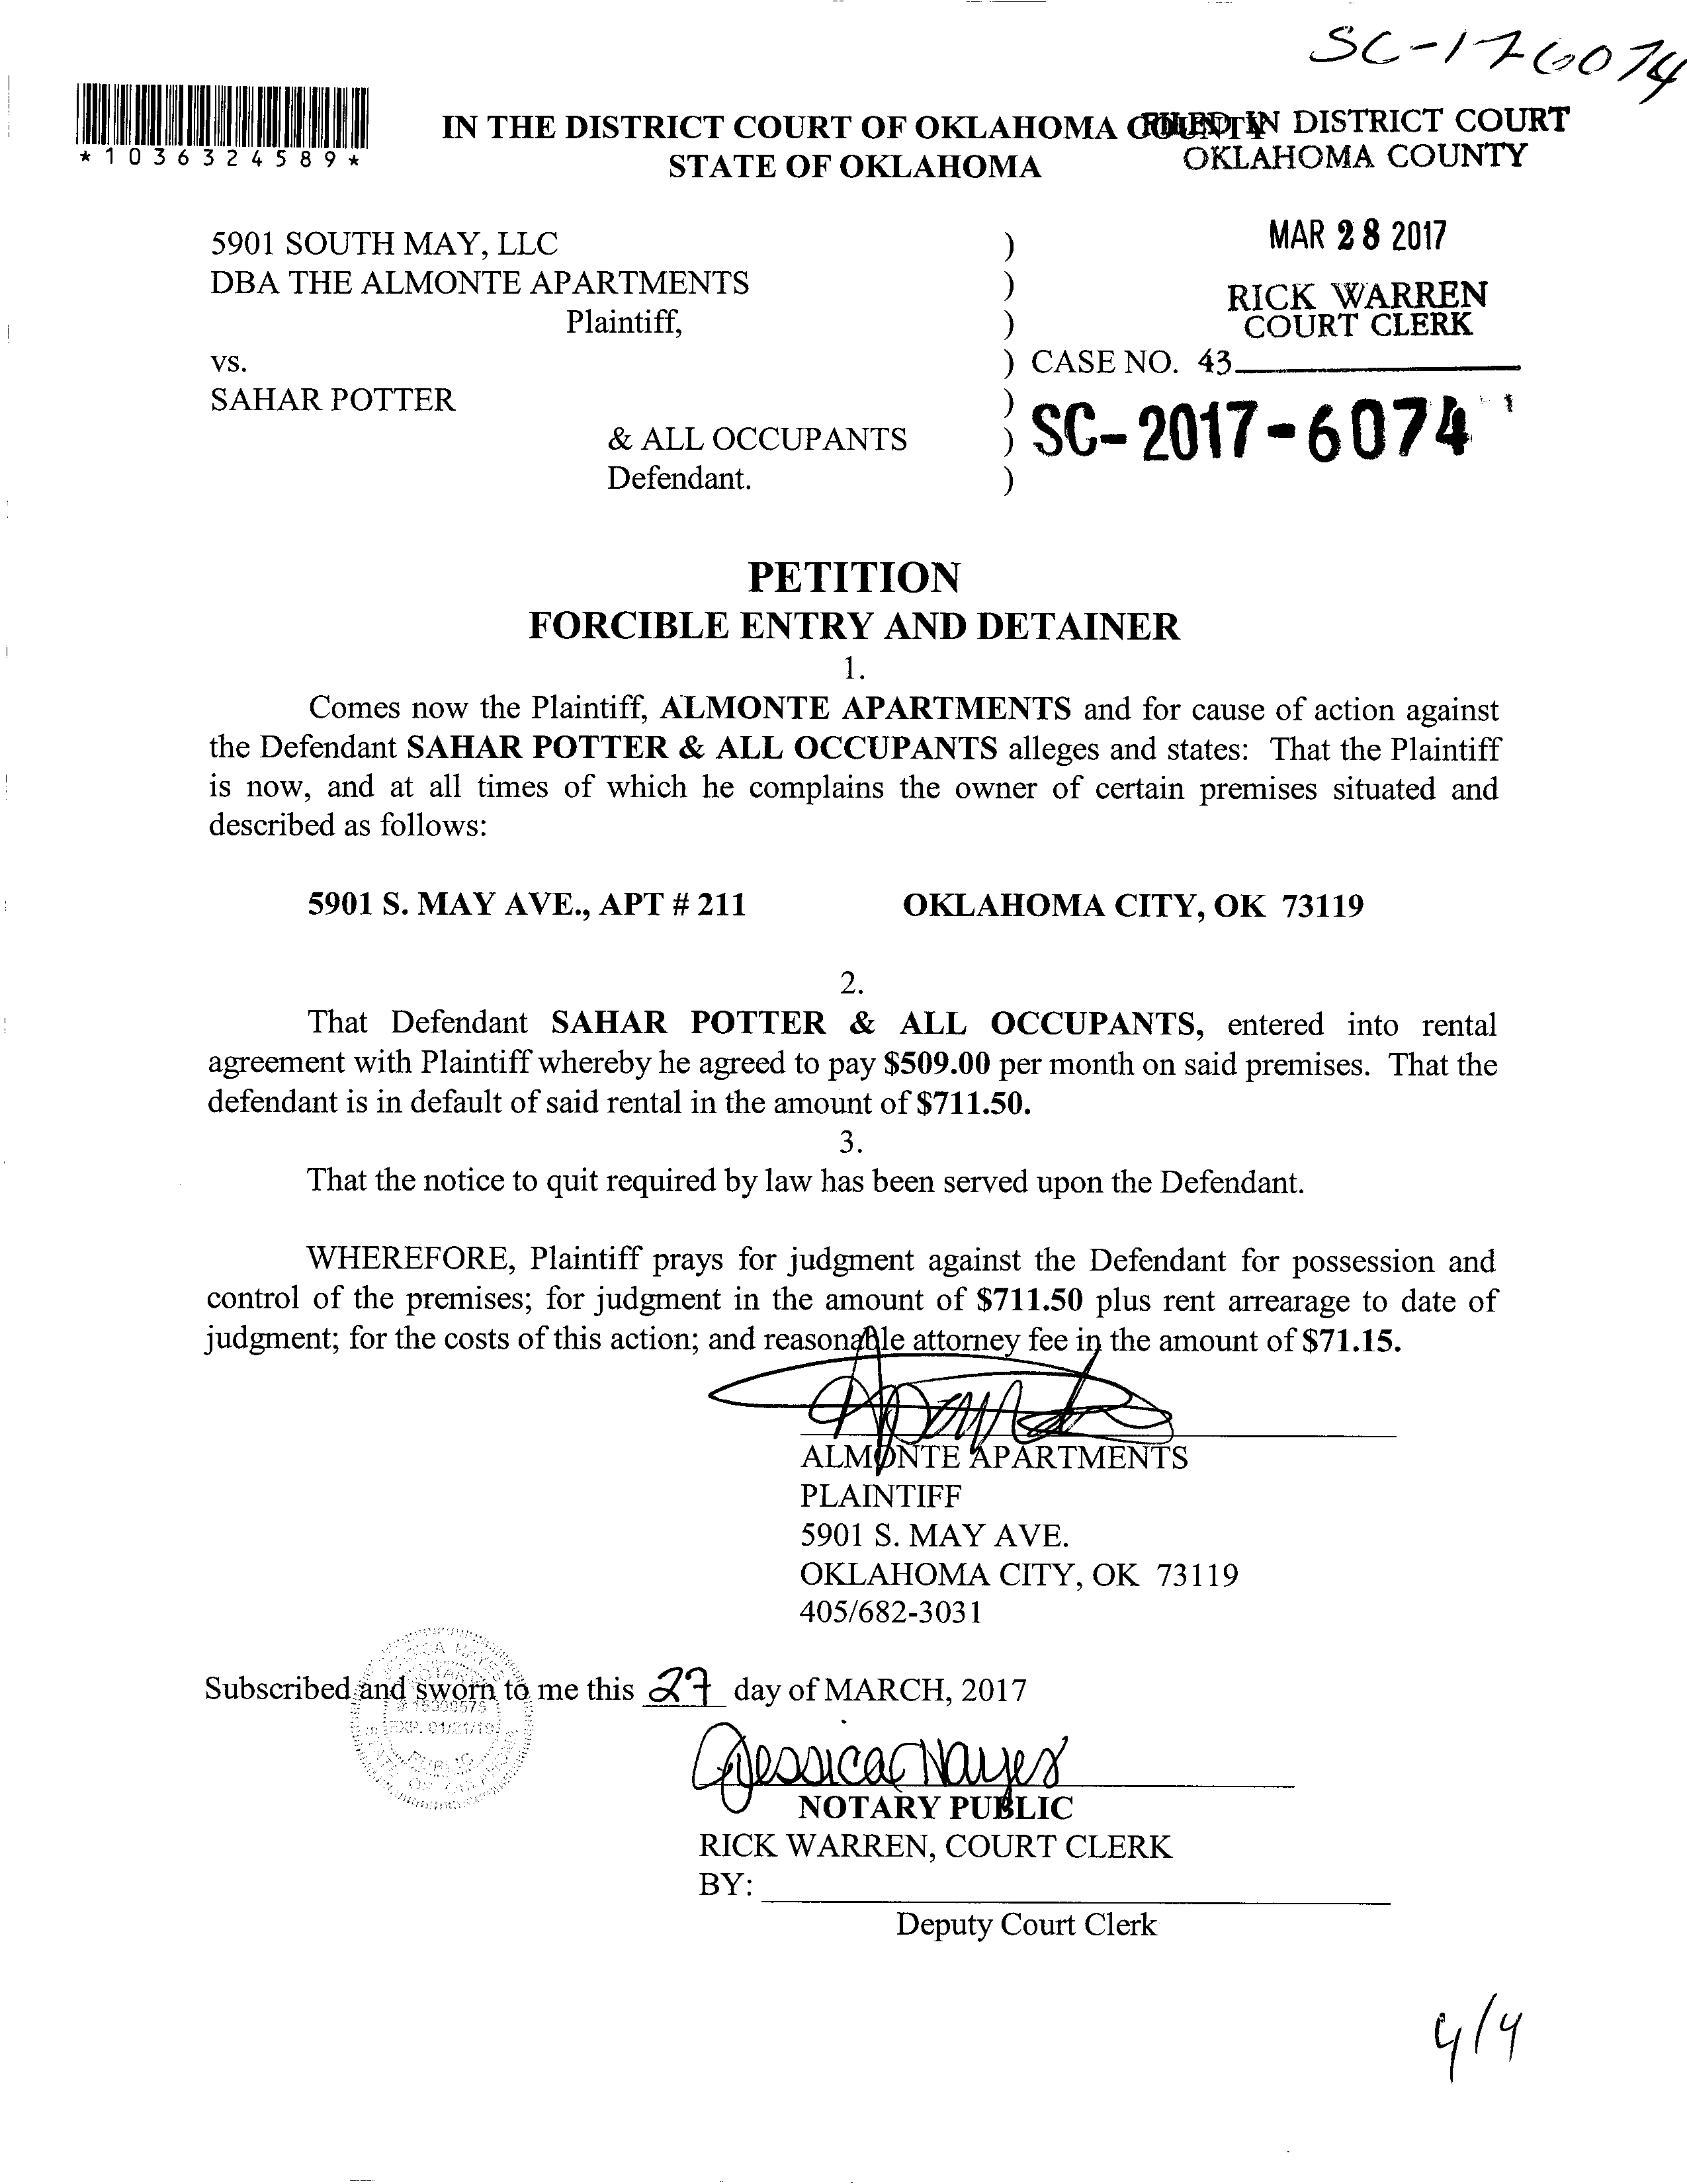 SC-17-6074
*1036324589*
IN THE DISTRICT COURT OF OKLAHOMA COUNTY
STATE OF OKLAHOMA
FILED IN DISTRICT COURT
OKLAHOMA COUNTY
MAR 28 2017
RICK WARREN
COURT CLERK
5901 SOUTH MAY, LLC )
DBA THE ALMONTE APARTMENTS )
Plaintiff, )
vs. ) CASE NO. 43
SAHAR POTTER )
& ALL OCCUPANTS ) SC-2017-6074
Defendant. )
PETITION
FORCIBLE ENTRY AND DETAINER
1.
Comes now the Plaintiff, ALMONTE APARTMENTS and for cause of action against
the Defendant SAHAR POTTER & ALL OCCUPANTS alleges and states: That the Plaintiff
is now, and at all times of which he complains the owner of certain premises situated and
described as follows:
5901 S. MAY AVE., APT # 211 OKLAHOMA CITY, OK 73119
2.
That Defendant SAHAR POTTER & ALL OCCUPANTS, entered into rental
agreement with Plaintiff whereby he agreed to pay $509.00 per month on said premises. That the
defendant is in default of said rental in the amount of $711.50.
3.
That the notice to quit required by law has been served upon the Defendant.
WHEREFORE, Plaintiff prays for judgment against the Defendant for possession and
control of the premises; for judgment in the amount of $711.50 plus rent arrearage to date of
judgment; for the costs of this action; and reasonable attorney fee in the amount of $71.15.
ALMONTE APARTMENTS
PLAINTIFF
5901 S. MAY AVE.
OKLAHOMA CITY, OK 73119
405/682-3031
Subscribed and sworn to me this 27 day of MARCH, 2017
EXP. 01/21/19
PUBLIC
Jessica Hayes
NOTARY PUBLIC
RICK WARREN, COURT CLERK
BY:
Deputy Court Clerk
4/4